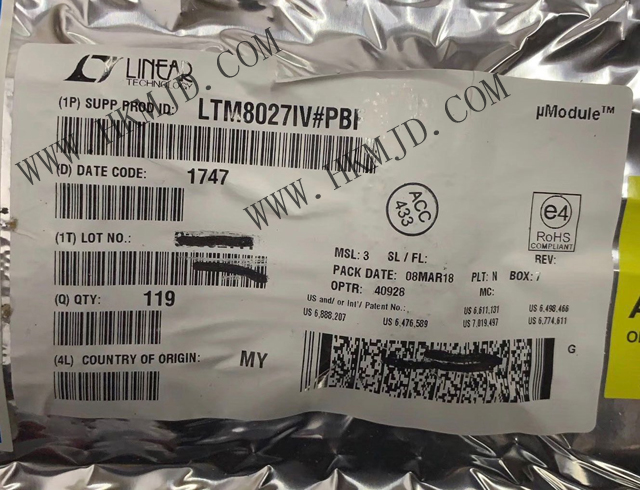 LINEAR
TECHNOLOGY
(1P) SUPP.PROD ID:
LTM8027IV#PBF
µModule™
(D) DATE CODE: 1747
ACC
433
e4
RoHS
COMPLIANT
(1T) LOT NO.:
MSL: 3 SL / FL: REV:
PACK DATE: 08MAR18 PLT: N BOX:
OPTR: 40928 MC:
(Q) QTY: 119
US and/ or Int'/ Patent No.:
US 6,611,131 US 6,498,466
US 6,888,207 US 6,476,589 US 7,019,497 US 6,774,611
(4L) COUNTRY OF ORIGIN: MY
G
WWW.HKMJD.COM
WWW.HKMJD.COM